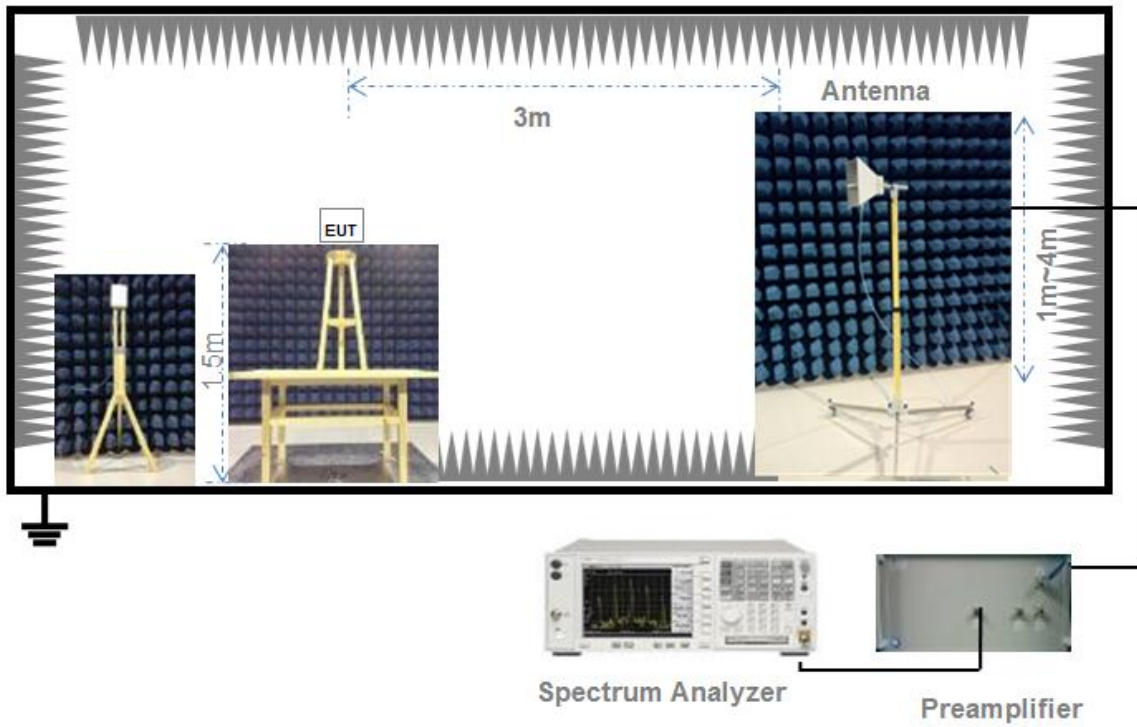 Antenna
3m
EUT
1.5m
1m~4m
Spectrum Analyzer
Preamplifier